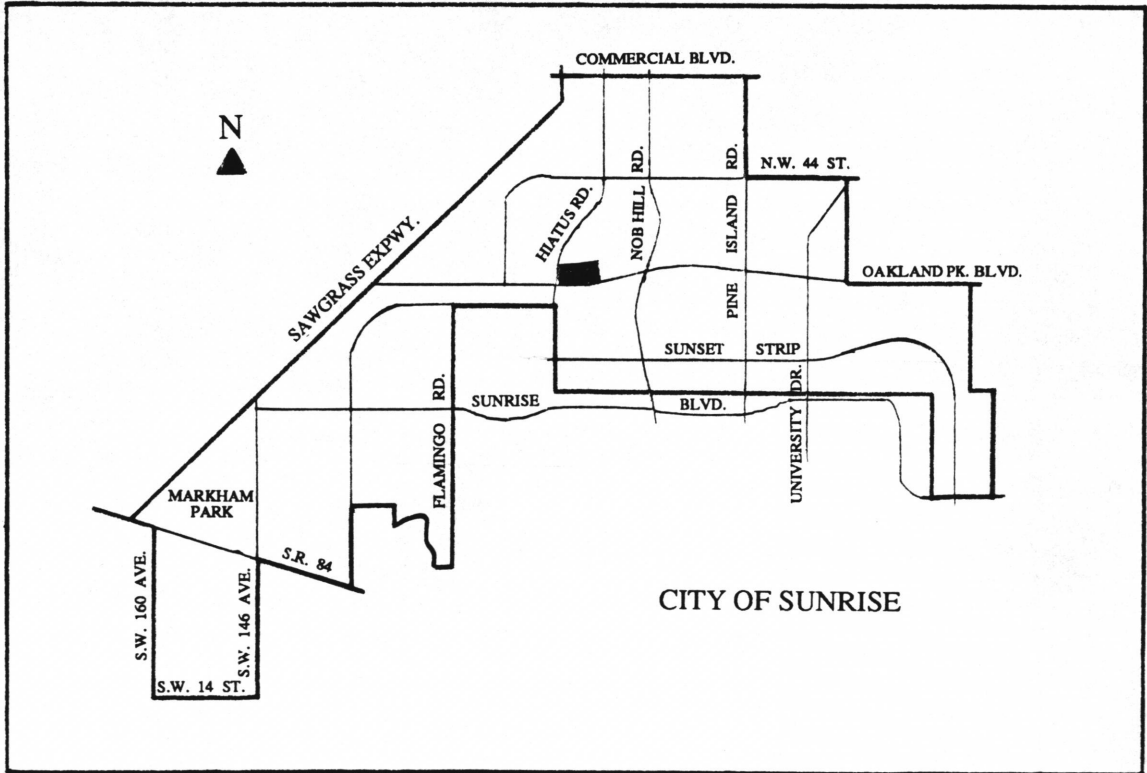 COMMERCIAL BLVD.
N
N.W. 44 ST.
HIATUS RD.
NOB HILL RD.
PINE ISLAND RD.
SAWGRASS EXPWY.
OAKLAND PK. BLVD.
SUNSET STRIP
FLAMINGO RD.
SUNRISE BLVD.
UNIVERSITY DR.
MARKHAM
PARK
S.R. 84
S.W. 160 AVE.
S.W. 146 AVE.
S.W. 14 ST.
CITY OF SUNRISE